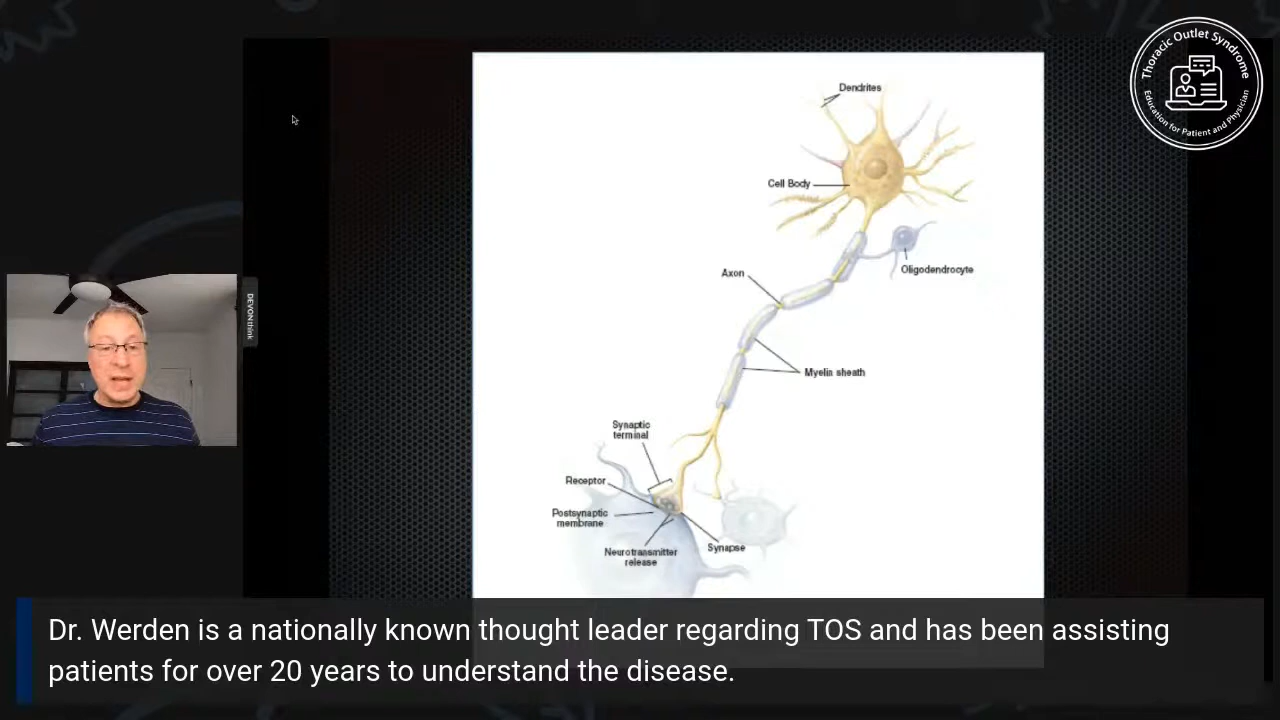 Thoracic Outlet Syndrome
Education for Patient and Physician
Dendrites
Cell Body
Oligodendrocyte
Axon
DEVONthink
Myelin sheath
Synaptic
terminal
Receptor
Postsynaptic
membrane
Neurotransmitter
release
Synapse
Dr. Werden is a nationally known thought leader regarding TOS and has been assisting
patients for over 20 years to understand the disease.